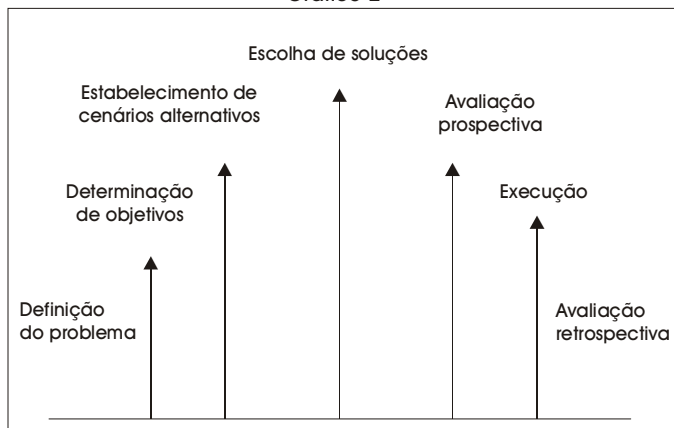 Escolha de soluções
Estabelecimento de
cenários alternativos
Avaliação
prospectiva
Determinação
de objetivos
Execução
Definição
do problema
Avaliação
retrospectiva